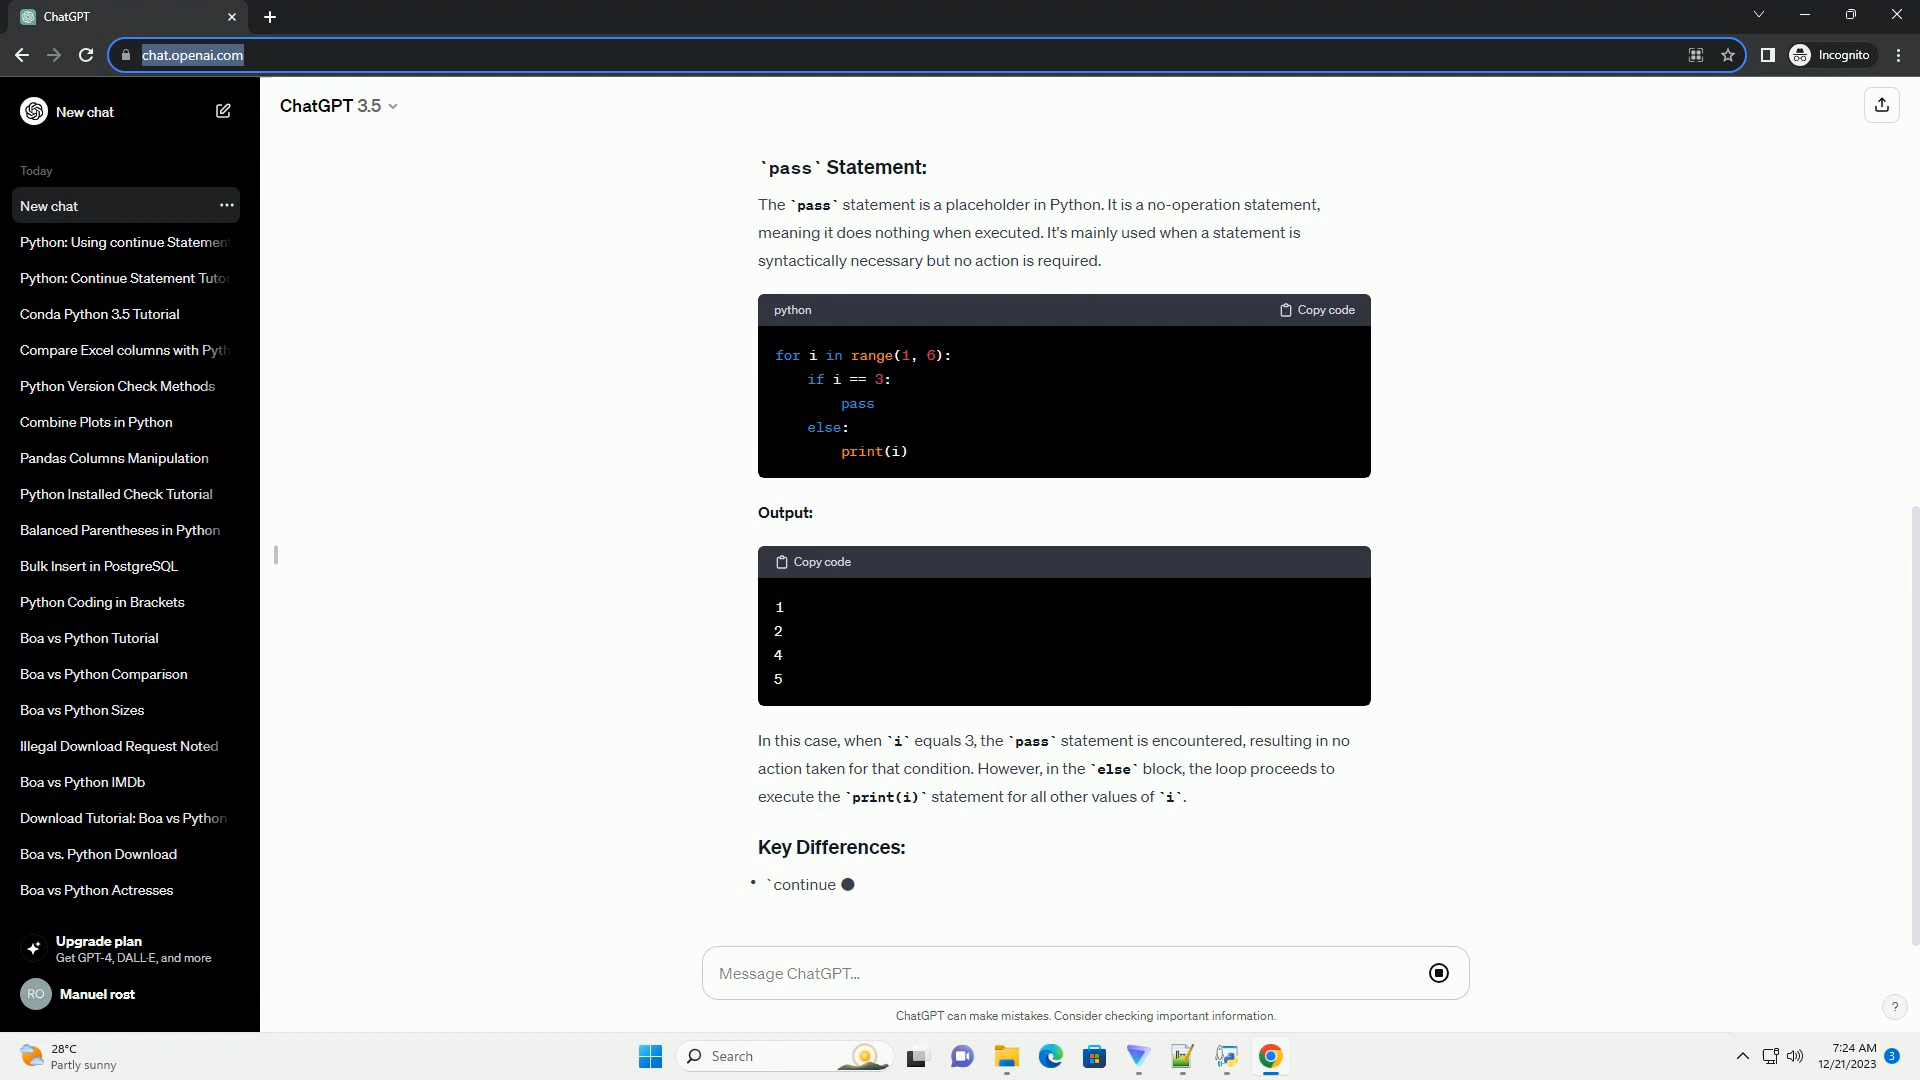 ChatGPT
chat.openai.com
Incognito
New chat
ChatGPT 3.5
Today
New chat
Python: Using continue Statemen
Python: Continue Statement Tutor
Conda Python 3.5 Tutorial
Compare Excel columns with Pyth
Python Version Check Methods
Combine Plots in Python
Pandas Columns Manipulation
Python Installed Check Tutorial
Balanced Parentheses in Python
Bulk Insert in PostgreSQL
Python Coding in Brackets
Boa vs Python Tutorial
Boa vs Python Comparison
Boa vs Python Sizes
Illegal Download Request Noted
Boa vs Python IMDb
Download Tutorial: Boa vs Python
Boa vs. Python Download
Boa vs Python Actresses
Upgrade plan
Get GPT-4, DALL·E, and more
RO Manuel rost
`pass` Statement:
The `pass` statement is a placeholder in Python. It is a no-operation statement,
meaning it does nothing when executed. It's mainly used when a statement is
syntactically necessary but no action is required.
python Copy code
for i in range(1, 6):
if i == 3:
pass
else:
print(i)
Output:
Copy code
1
2
4
5
In this case, when `i` equals 3, the `pass` statement is encountered, resulting in no
action taken for that condition. However, in the `else` block, the loop proceeds to
execute the `print(i)` statement for all other values of `i`.
Key Differences:
• `continue
Message ChatGPT...
ChatGPT can make mistakes. Consider checking important information.
?
28°C
Partly sunny
Search
7:24 AM
12/21/2023
3